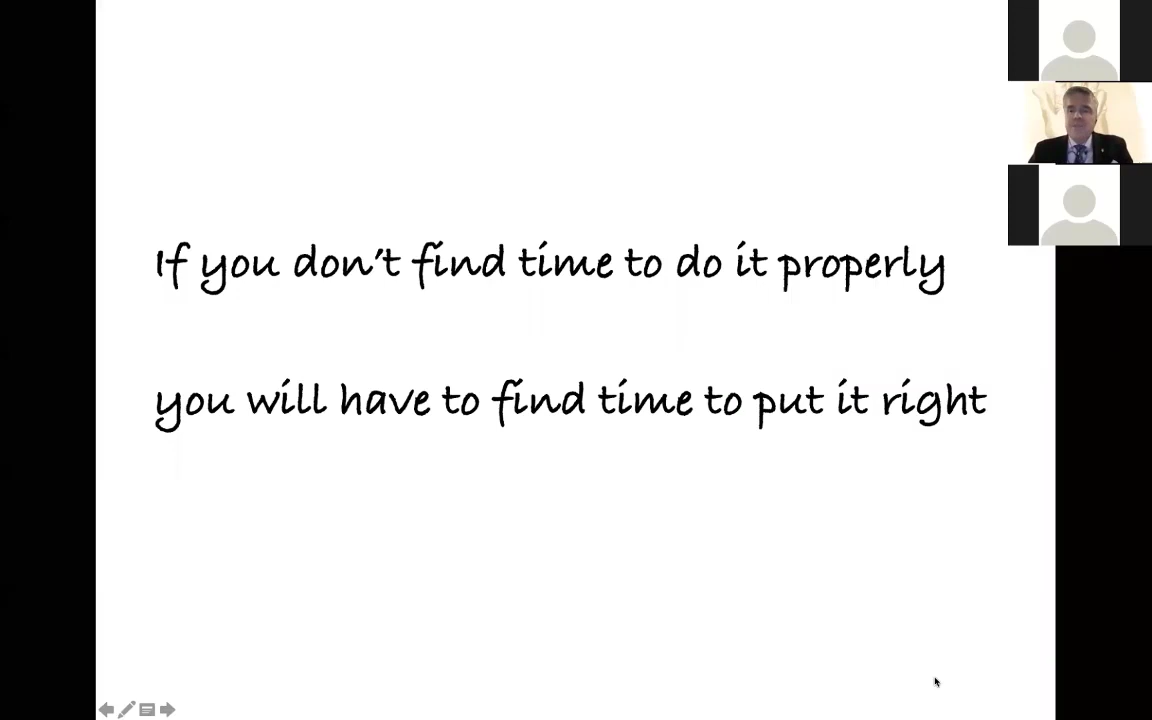 If you don’t find time to do it properly
you will have to find time to put it right